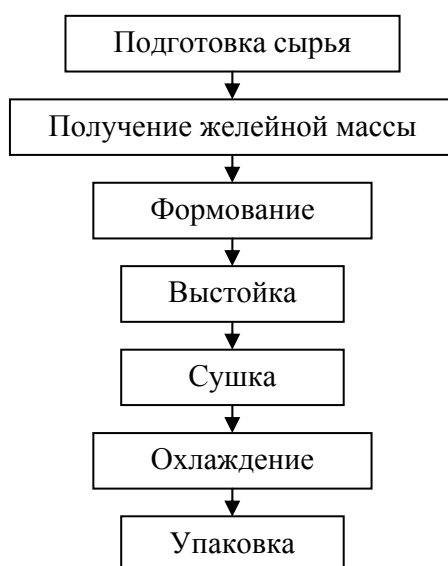 Подготовка сырья
Получение желейной массы
Формование
Выстойка
Сушка
Охлаждение
Упаковка